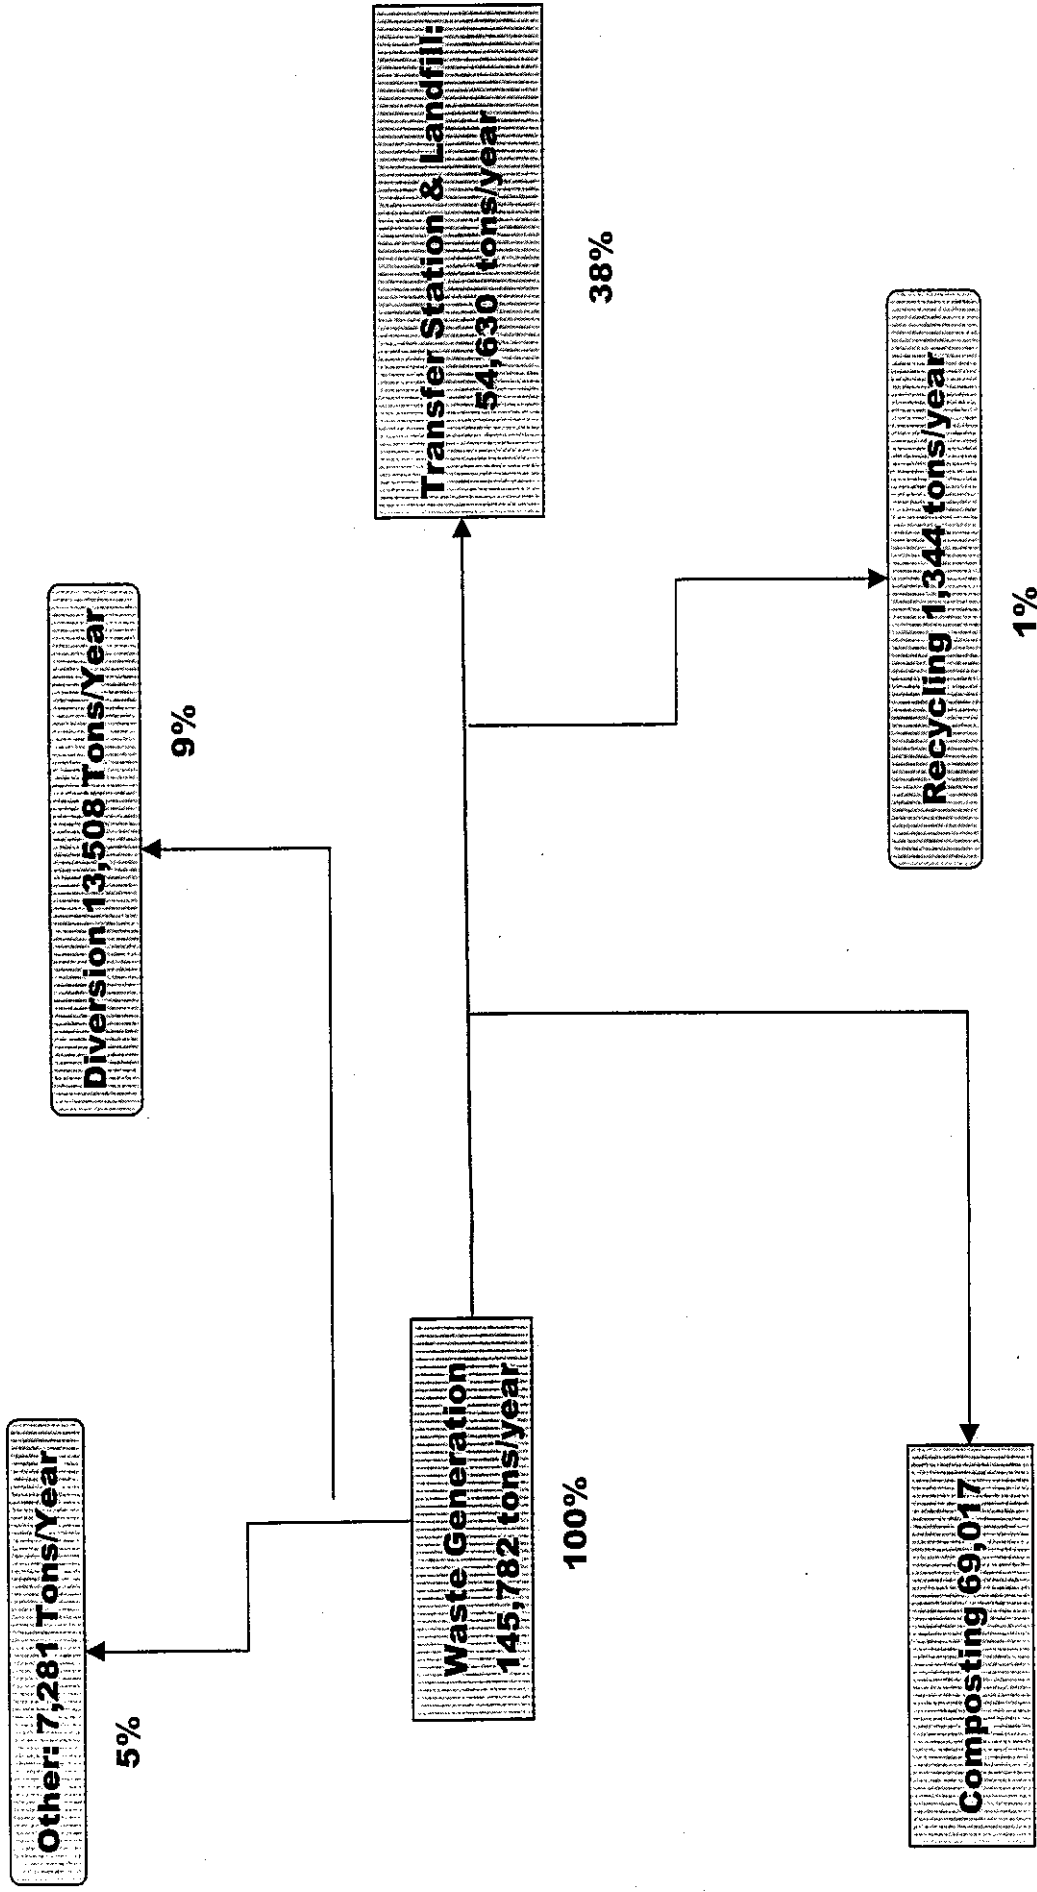 Other: 7,281 Tons/Year
5%
Diversion 13,508 Tons/Year
9%
Waste Generation
145,782 tons/year
100%
Transfer Station & Landfill:
54,630 tons/year
38%
Composting 69,017
Recycling 1,344 tons/year
1%